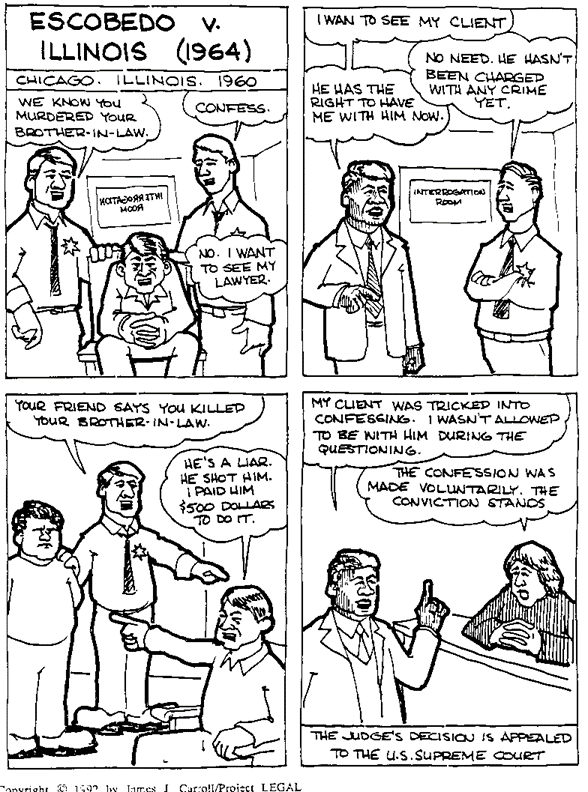 ESCOBEDO V.
ILLINOIS (1964)
CHICAGO. ILLINOIS. 1960
WE KNOW YOU
MURDERED YOUR
BROTHER-IN-LAW.
CONFESS.
INTERROGATION
ROOM
NO. I WANT
TO SEE MY
LAWYER.
I WAN TO SEE MY CLIENT
NO NEED. HE HASN'T
BEEN CHARGED
WITH ANY CRIME
YET.
HE HAS THE
RIGHT TO HAVE
ME WITH HIM NOW.
INTERROGATION
ROOM
YOUR FRIEND SAYS YOU KILLED
YOUR BROTHER-IN-LAW.
HE'S A LIAR.
HE SHOT HIM.
I PAID HIM
$500 DOLLARS
TO DO IT.
MY CLIENT WAS TRICKED INTO
CONFESSING. I WASN'T ALLOWED
TO BE WITH HIM DURING THE
QUESTIONING.
THE CONFESSION WAS
MADE VOLUNTARILY. THE
CONVICTION STANDS
THE JUDGE'S DECISION IS APPEALED
TO THE U.S. SUPREME COURT
Copyright © 1992 by James J. Carroll/Project LEGAL